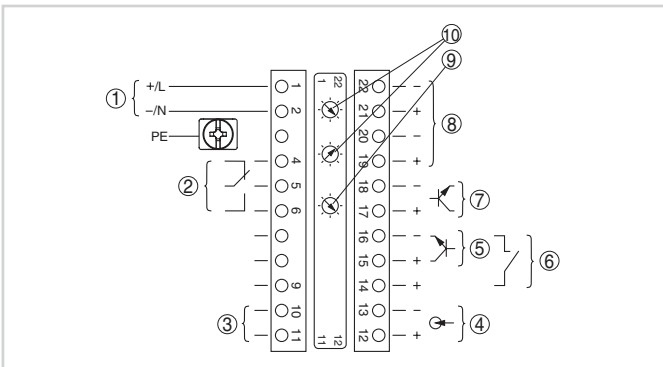 ⑩
⑨
① +/L 1 1 22 22 −
−/N 2 21 +
PE 20 − ⑧
4 19 +
② 5 18 − ⑦
6 17 +
16 − ⑤
15 + ⑥
9 14 +
③ 10 13 − ④
11 11 12 12 +